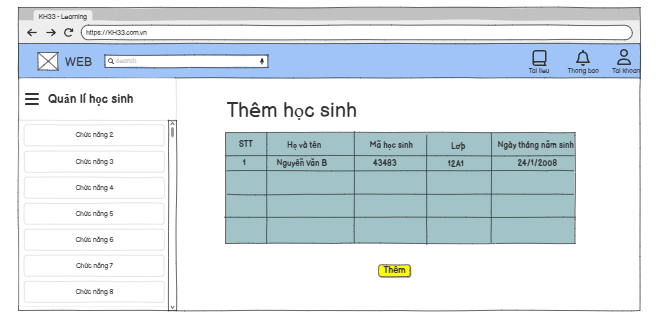 KH33 - Learning
https://KH33.com.vn
WEB
search
Tài liệu
Thông báo
Tài khoản
Quản lí học sinh
Chức năng 2
Chức năng 3
Chức năng 4
Chức năng 5
Chức năng 6
Chức năng 7
Chức năng 8
Thêm học sinh
STT Họ và tên Mã học sinh Lớp Ngày tháng năm sinh
1 Nguyễn Văn B 43483 12A1 24/1/2008
Thêm